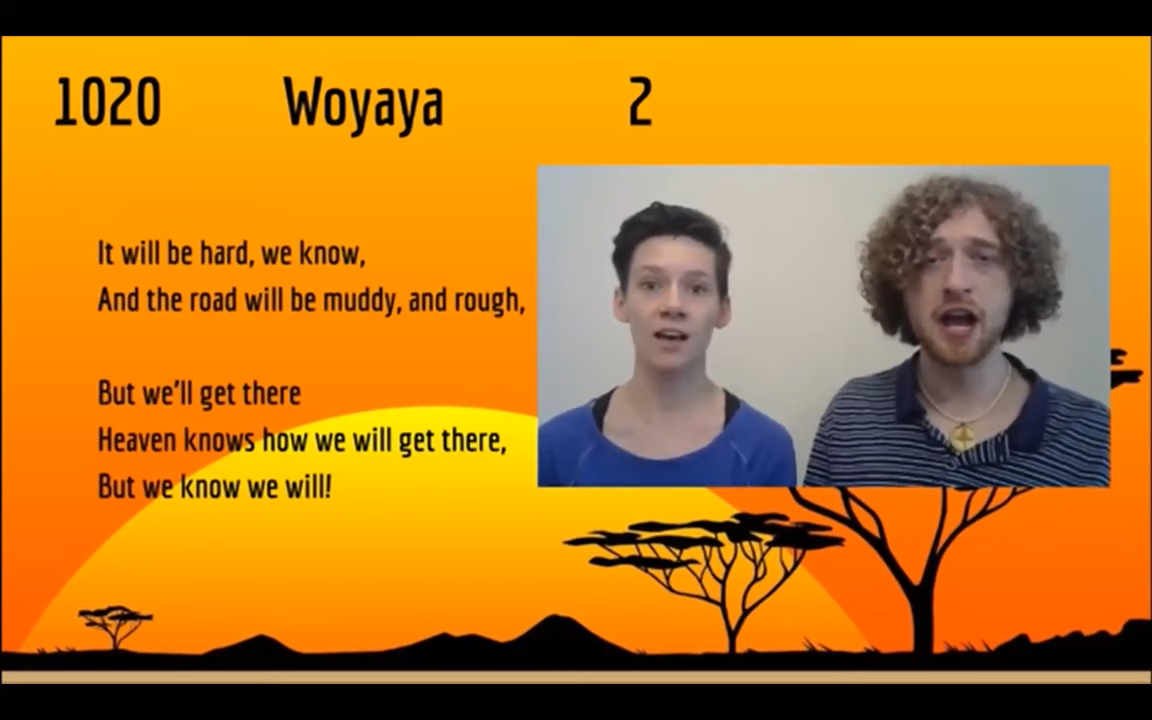 1020 Woyaya 2
It will be hard, we know,
And the road will be muddy, and rough,
But we'll get there
Heaven knows how we will get there,
But we know we will!